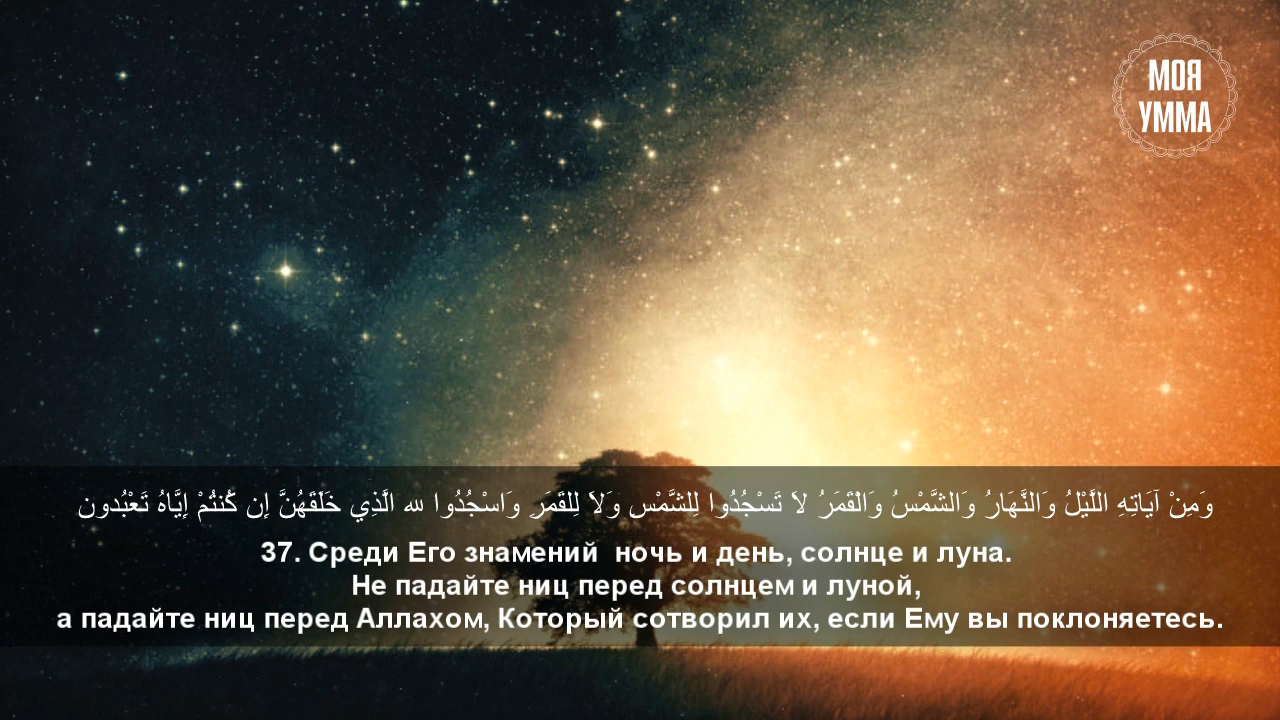 МОЯ
УММА
وَمِنْ آيَاتِهِ اللَّيْلُ وَالنَّهَارُ وَالشَّمْسُ وَالْقَمَرُ لاَ تَسْجُدُوا لِلشَّمْسِ وَلاَ لِلقَمَرِ وَاسْجُدُوا لله الَّذِي خَلَقَهُنَّ إِن كُنتُمْ إِيَّاهُ تَعْبُدون
37. Среди Его знамений  ночь и день, солнце и луна.
Не падайте ниц перед солнцем и луной,
а падайте ниц перед Аллахом, Который сотворил их, если Ему вы поклоняетесь.